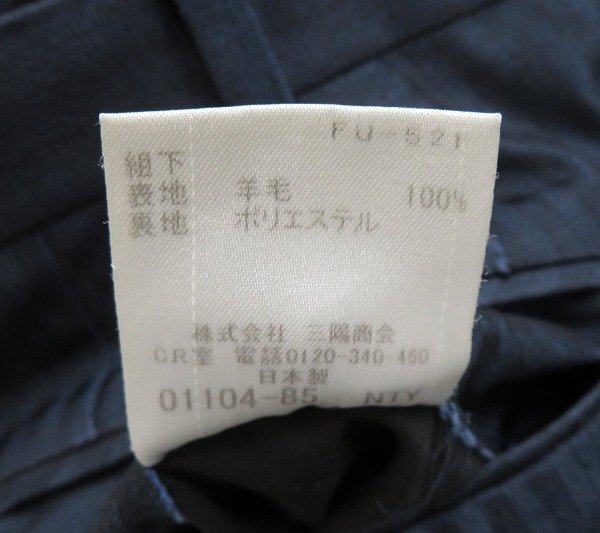 FU-52T
組下
表地 羊毛 100%
裏地 ポリエステル
株式会社 三陽商会
CR室 電話0120-340-460
日本製
01104-85 NTY